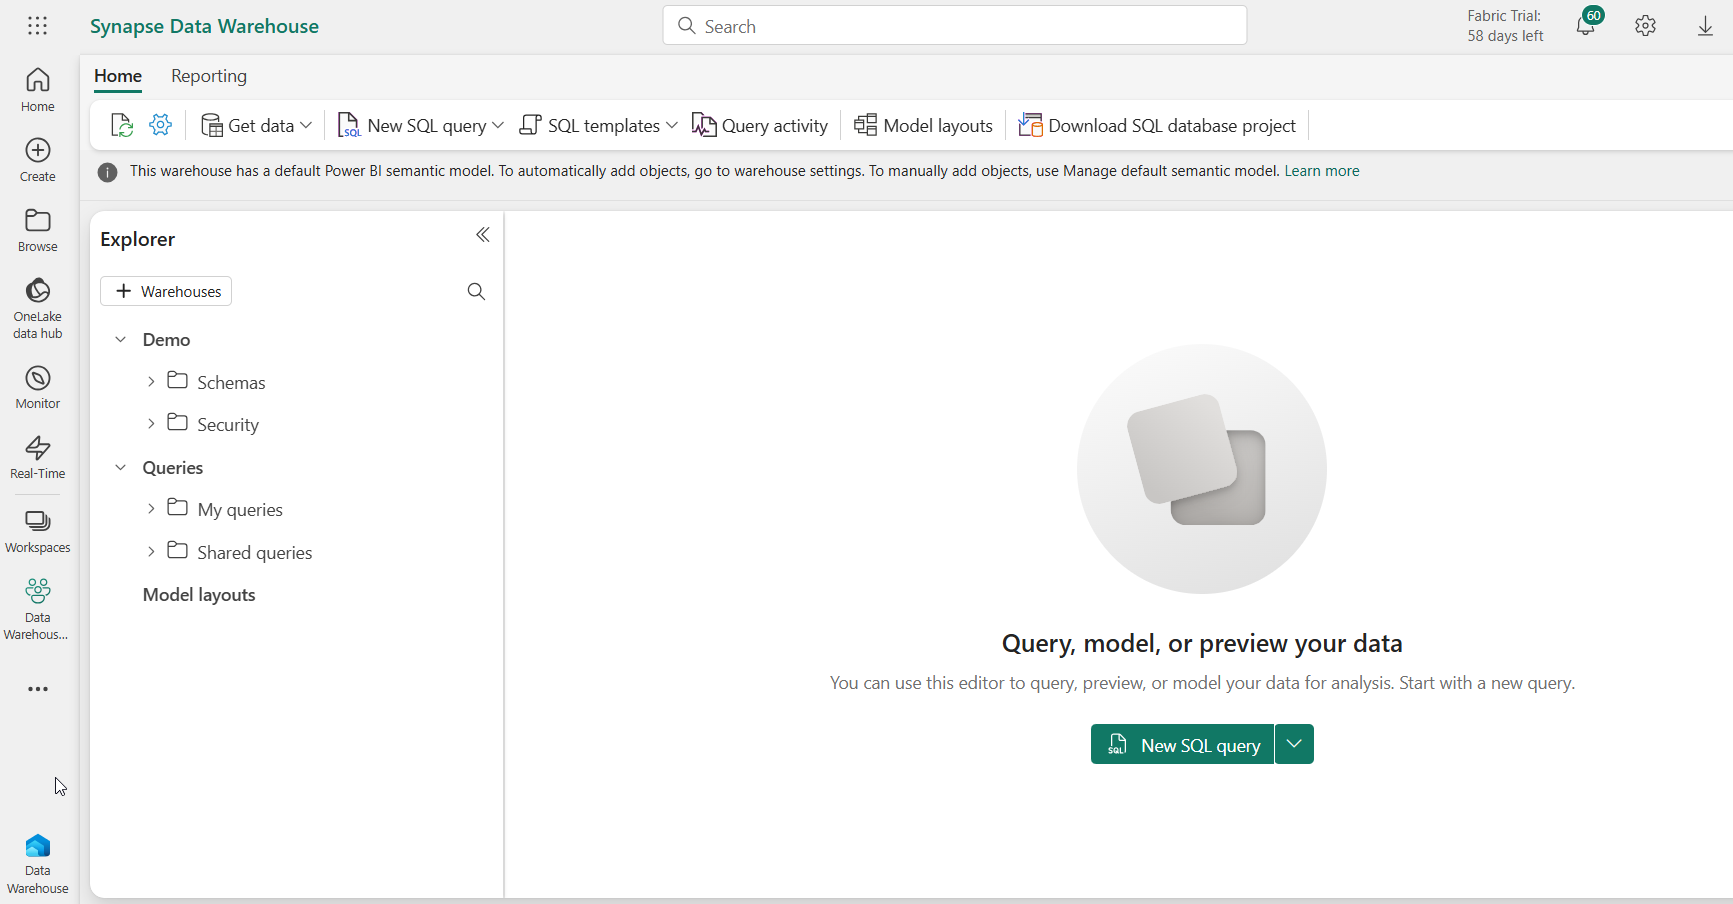 Synapse Data Warehouse
Search
Fabric Trial:
58 days left
60
Home
Create
Browse
OneLake
data hub
Monitor
Real-Time
Workspaces
Data
Warehous...
Data
Warehouse
Home Reporting
Get data SQL New SQL query SQL templates Query activity Model layouts Download SQL database project
This warehouse has a default Power BI semantic model. To automatically add objects, go to warehouse settings. To manually add objects, use Manage default semantic model. Learn more
Explorer
+ Warehouses
Demo
Schemas
Security
Queries
My queries
Shared queries
Model layouts
Query, model, or preview your data
You can use this editor to query, preview, or model your data for analysis. Start with a new query.
SQL New SQL query